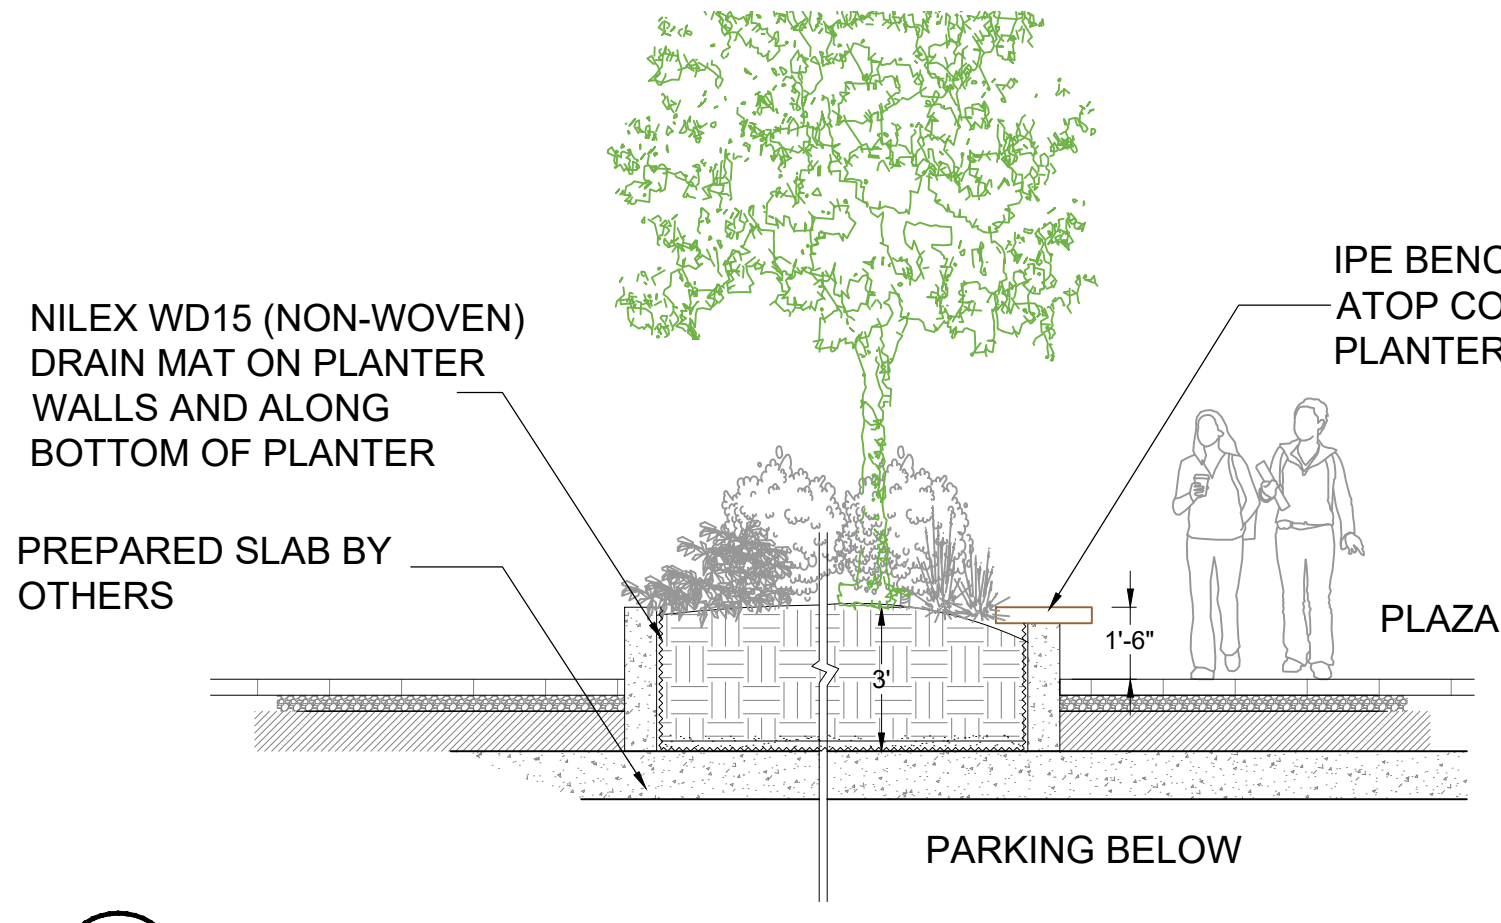 NILEX WD15 (NON-WOVEN)
DRAIN MAT ON PLANTER
WALLS AND ALONG
BOTTOM OF PLANTER
PREPARED SLAB BY
OTHERS
IPE BENC
ATOP CO
PLANTER
1'-6"
PLAZA
3'
PARKING BELOW